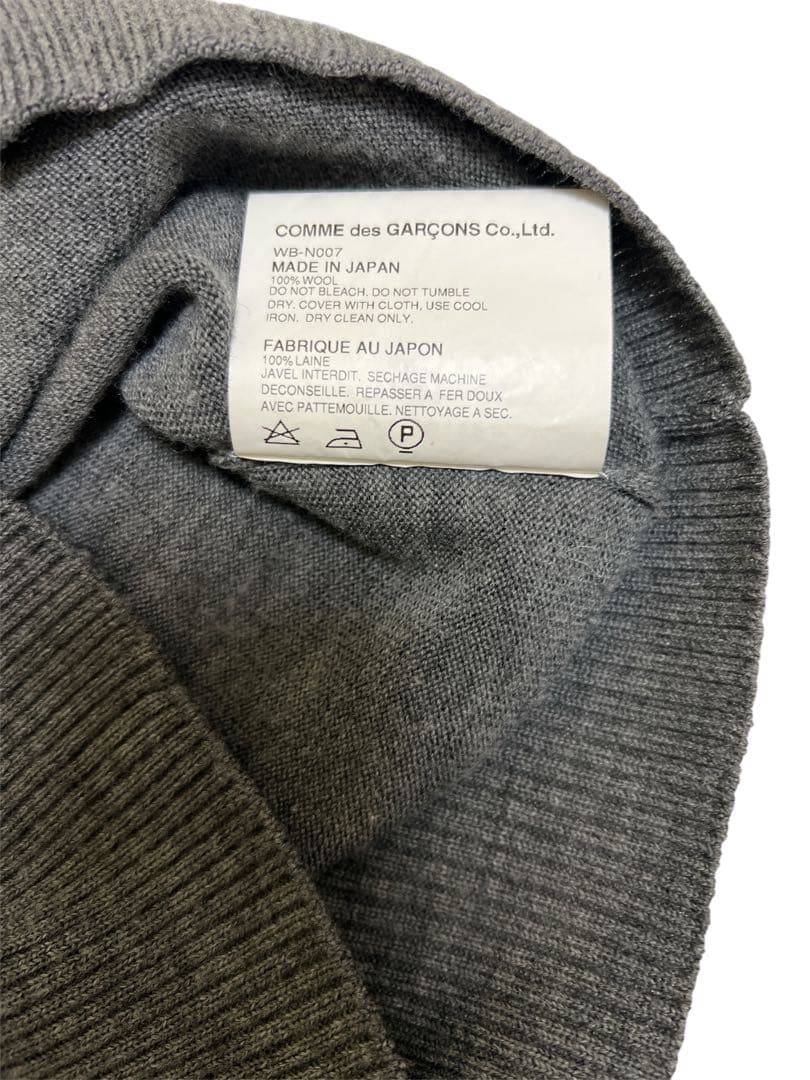 COMME des GARÇONS Co.,Ltd.
WB-N007
MADE IN JAPAN
100% WOOL
DO NOT BLEACH. DO NOT TUMBLE
DRY. COVER WITH CLOTH, USE COOL
IRON. DRY CLEAN ONLY.
FABRIQUE AU JAPON
100% LAINE
JAVEL INTERDIT. SECHAGE MACHINE
DECONSEILLE. REPASSER A FER DOUX
AVEC PATTEMOUILLE. NETTOYAGE A SEC.
P